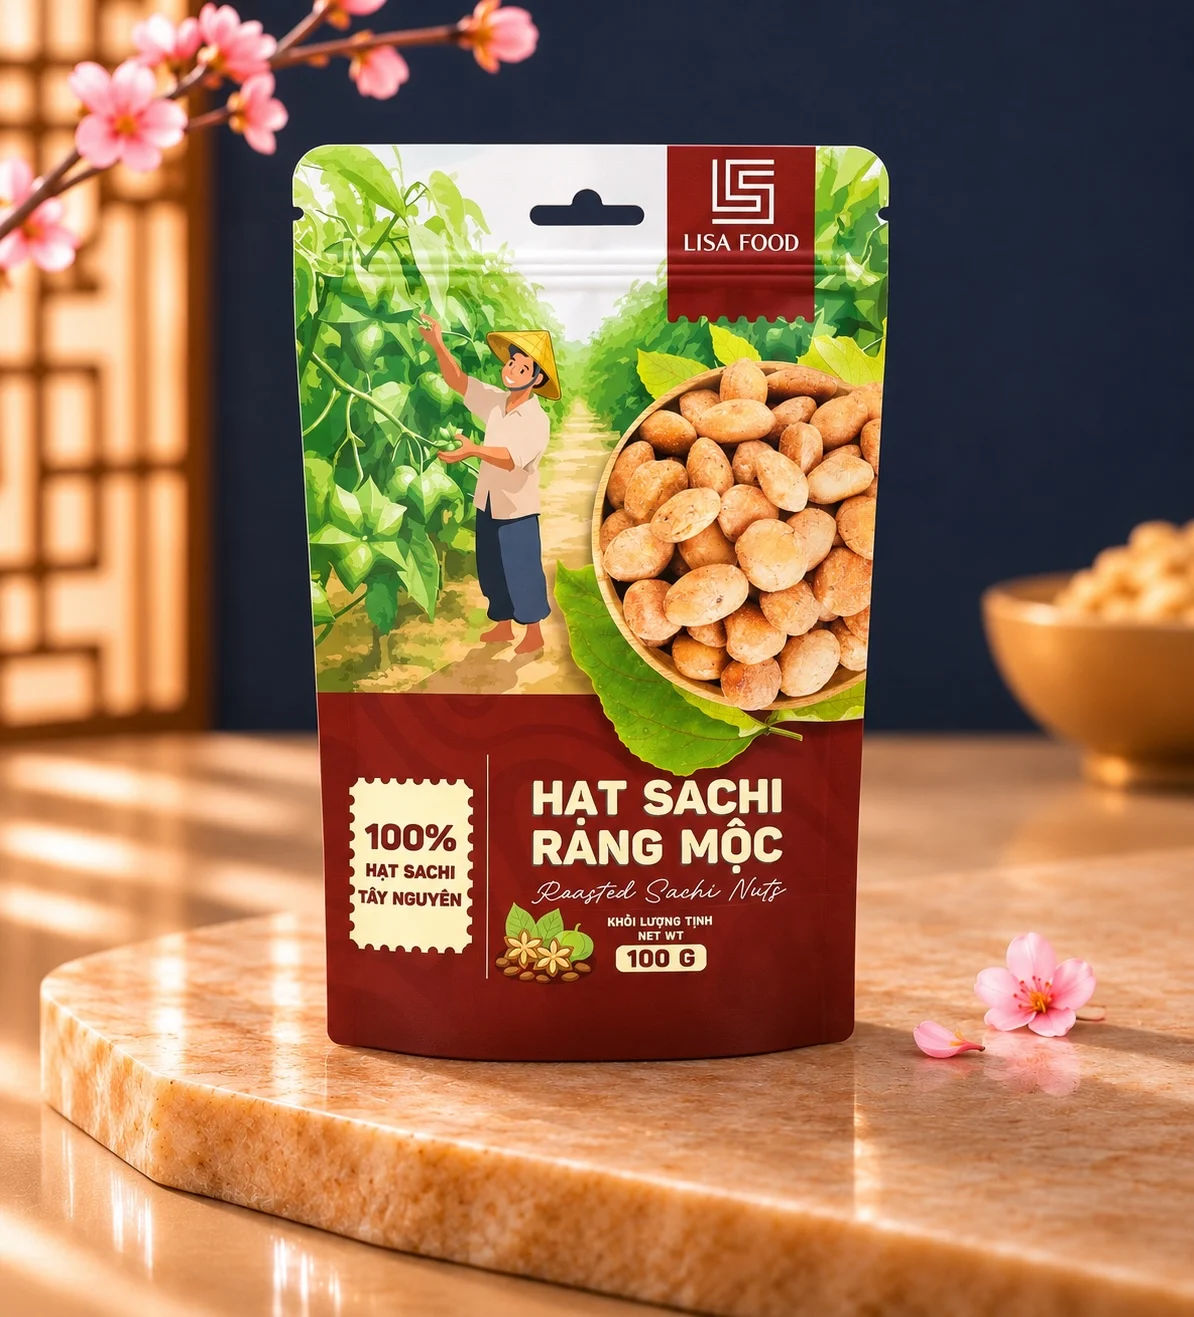 LISA FOOD
100%
HẠT SACHI
TÂY NGUYÊN
HẠT SACHI
RANG MỘC
Roasted Sachi Nuts
KHỐI LƯỢNG TỊNH
NET WT
100 G